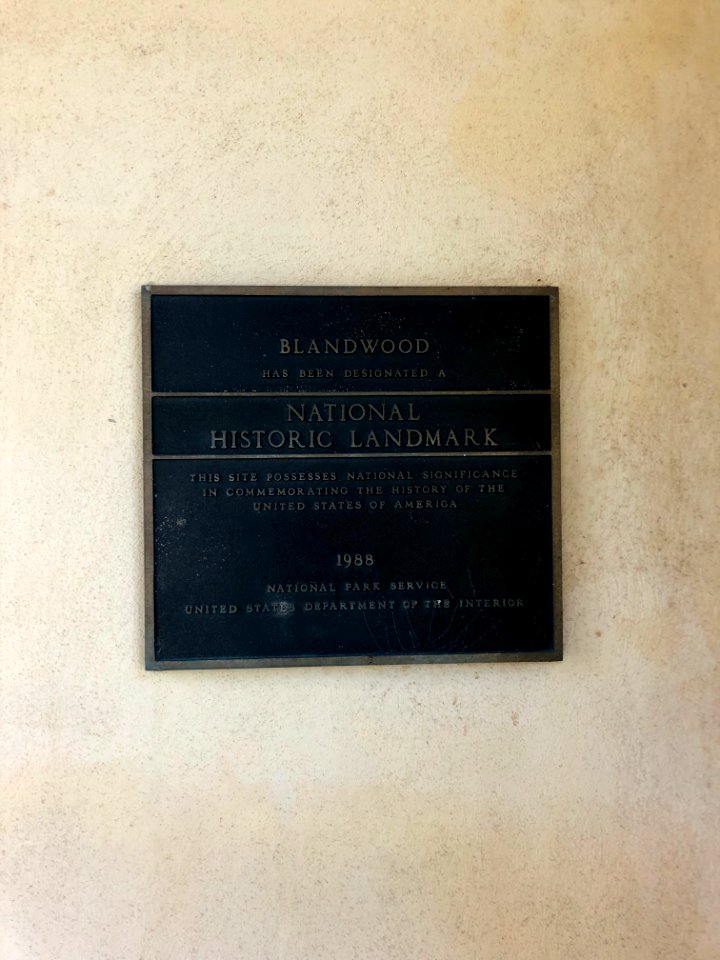 BLANDWOOD
HAS BEEN DESIGNATED A
NATIONAL
HISTORIC LANDMARK
THIS SITE POSSESSES NATIONAL SIGNIFICANCE
IN COMMEMORATING THE HISTORY OF THE
UNITED STATES OF AMERICA
1988
NATIONAL PARK SERVICE
UNITED STATES DEPARTMENT OF THE INTERIOR